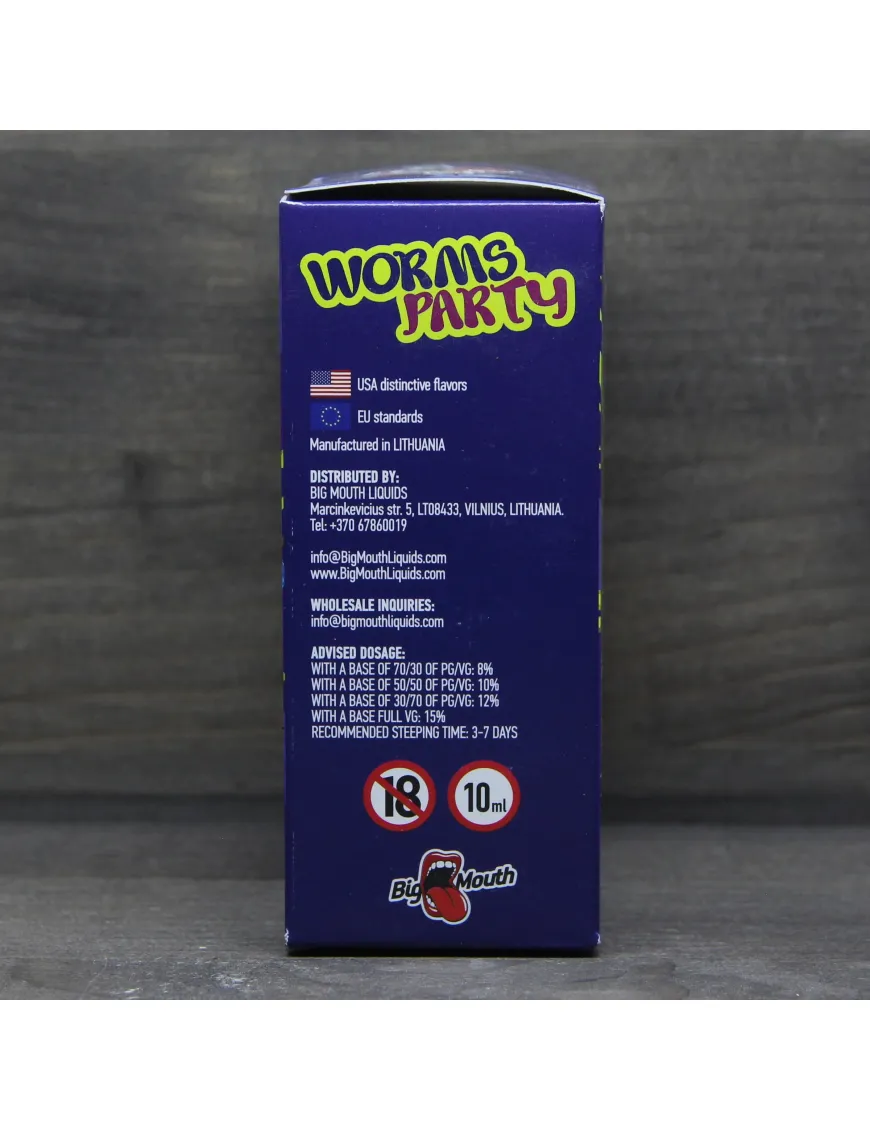 WORMS
PARTY
USA distinctive flavors
EU standards
Manufactured in LITHUANIA
DISTRIBUTED BY:
BIG MOUTH LIQUIDS
Marcinkevicius str. 5, LT08433, VILNIUS, LITHUANIA.
Tel: +370 67860019
info@BigMouthLiquids.com
www.BigMouthLiquids.com
WHOLESALE INQUIRIES:
info@bigmouthliquids.com
ADVISED DOSAGE:
WITH A BASE OF 70/30 OF PG/VG: 8%
WITH A BASE OF 50/50 OF PG/VG: 10%
WITH A BASE OF 30/70 OF PG/VG: 12%
WITH A BASE FULL VG: 15%
RECOMMENDED STEEPING TIME: 3-7 DAYS
18 10 ml
Big Mouth